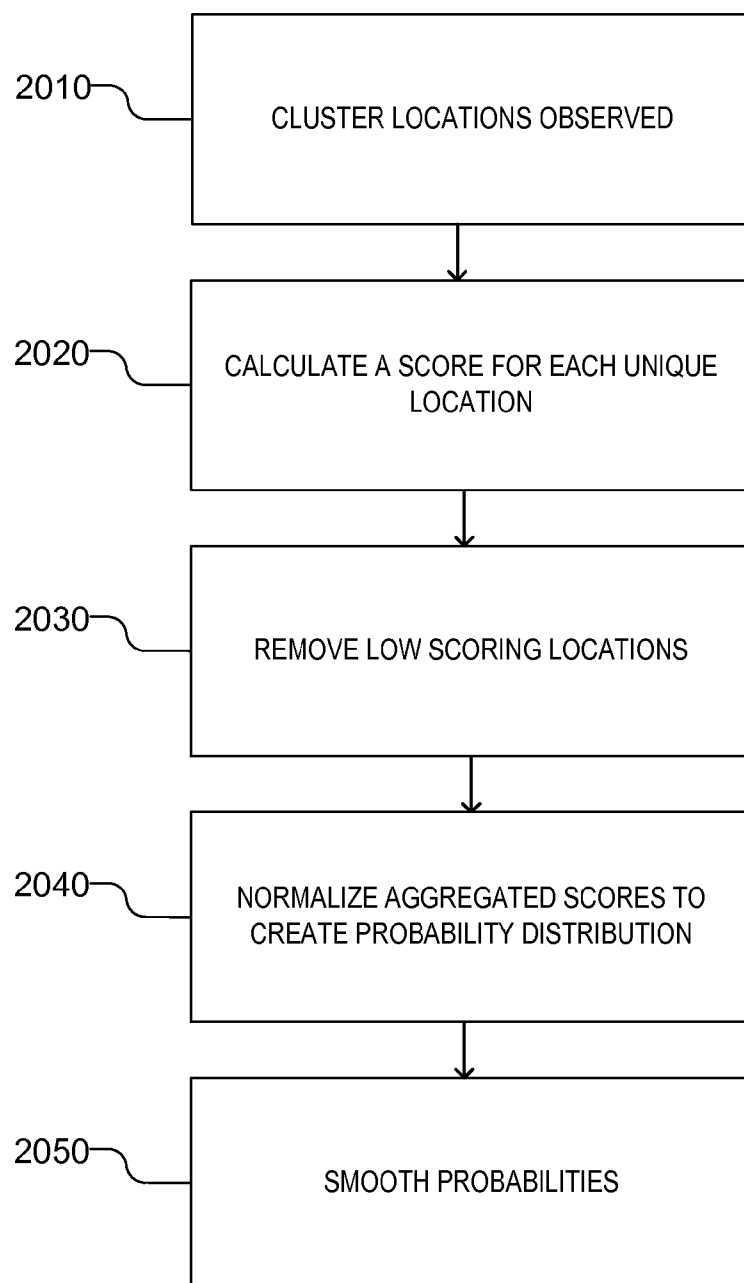 2010
CLUSTER LOCATIONS OBSERVED
2020
CALCULATE A SCORE FOR EACH UNIQUE
LOCATION
2030
REMOVE LOW SCORING LOCATIONS
2040
NORMALIZE AGGREGATED SCORES TO
CREATE PROBABILITY DISTRIBUTION
2050
SMOOTH PROBABILITIES